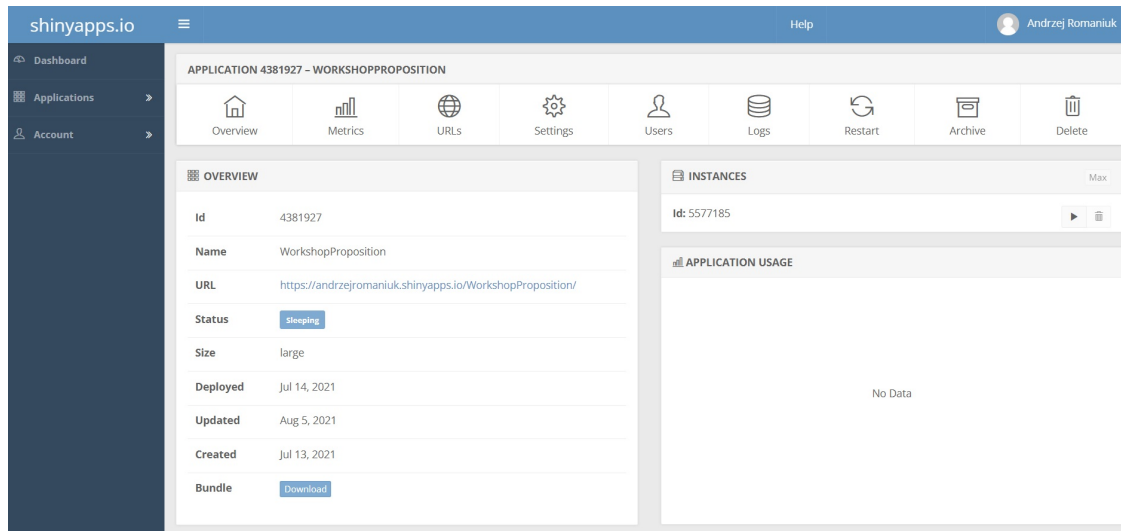 shinyapps.io
Help
Andrzej Romaniuk
Dashboard
Applications
Account
APPLICATION 4381927 – WORKSHOPPROPOSITION
Overview
Metrics
URLs
Settings
Users
Logs
Restart
Archive
Delete
OVERVIEW
Id 4381927
Name WorkshopProposition
URL https://andrzejromaniuk.shinyapps.io/WorkshopProposition/
Status Sleeping
Size large
Deployed Jul 14, 2021
Updated Aug 5, 2021
Created Jul 13, 2021
Bundle Download
INSTANCES Max
Id: 5577185
APPLICATION USAGE
No Data